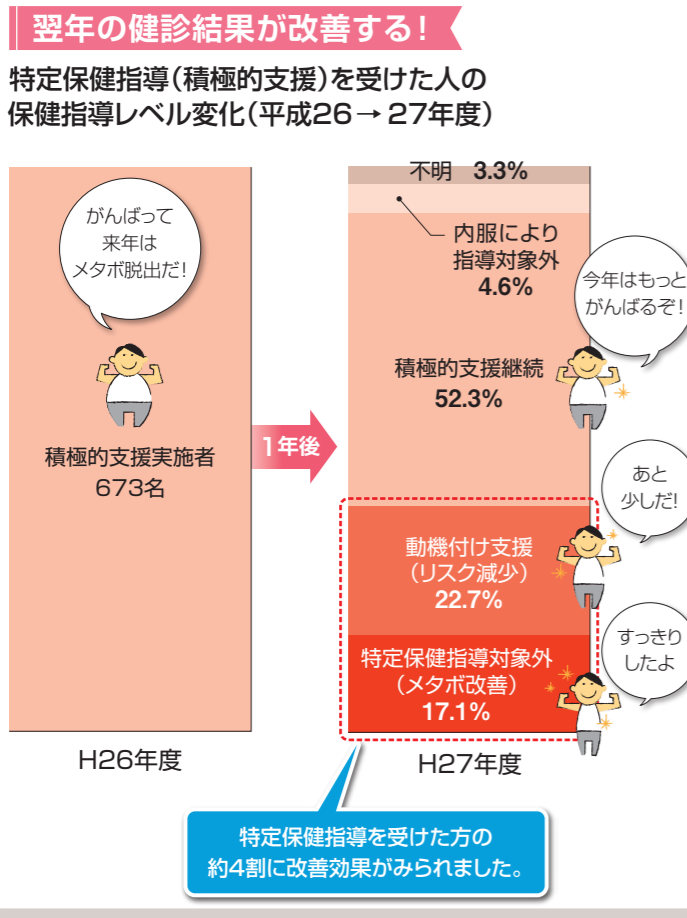 翌年の健診結果が改善する!
特定保健指導(積極的支援)を受けた人の
保健指導レベル変化(平成26→27年度)
がんばって
来年は
メタボ脱出だ!
積極的支援実施者
673名
H26年度
1年後
不明 3.3%
内服により
指導対象外
4.6%
今年はもっと
がんばるぞ!
積極的支援継続
52.3%
あと
少しだ!
動機付け支援
(リスク減少)
22.7%
すっきり
したよ
特定保健指導対象外
(メタボ改善)
17.1%
H27年度
特定保健指導を受けた方の
約4割に改善効果がみられました。